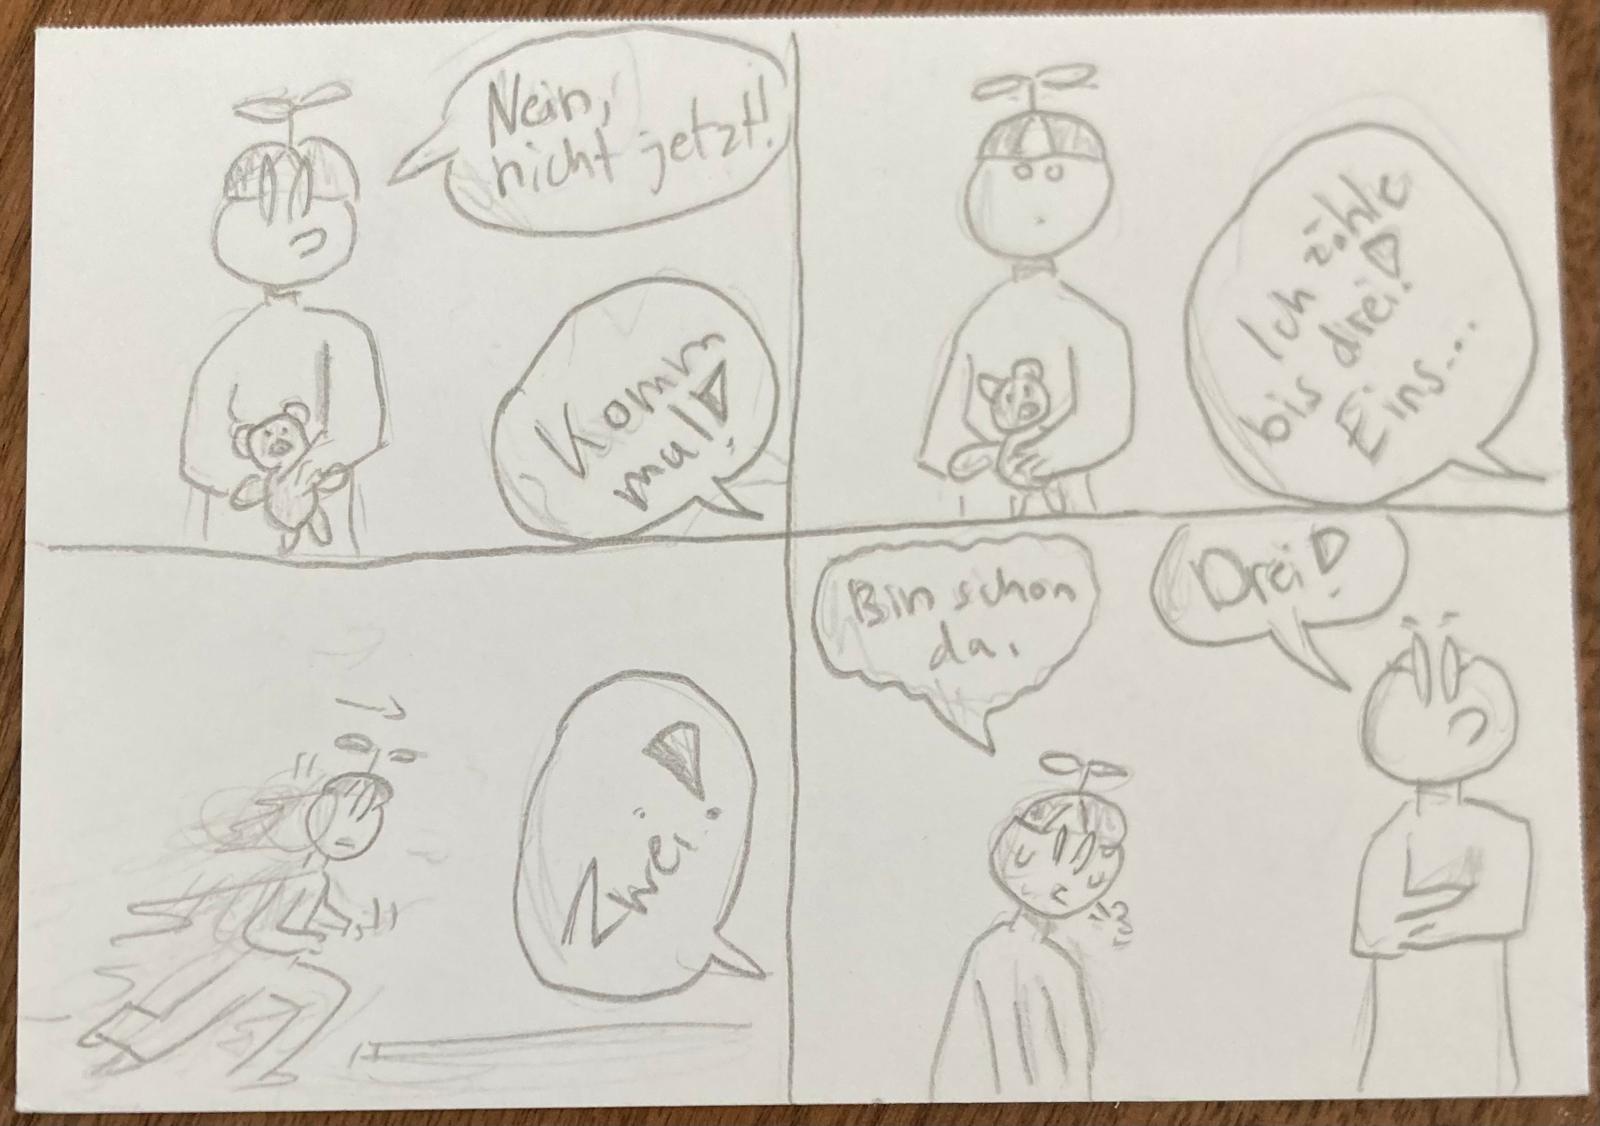 Nein,
nicht jetzt!
Komm
mal!
Ich zähle
bis drei!
Eins...
Zwei!
Bin schon
da.
Drei!